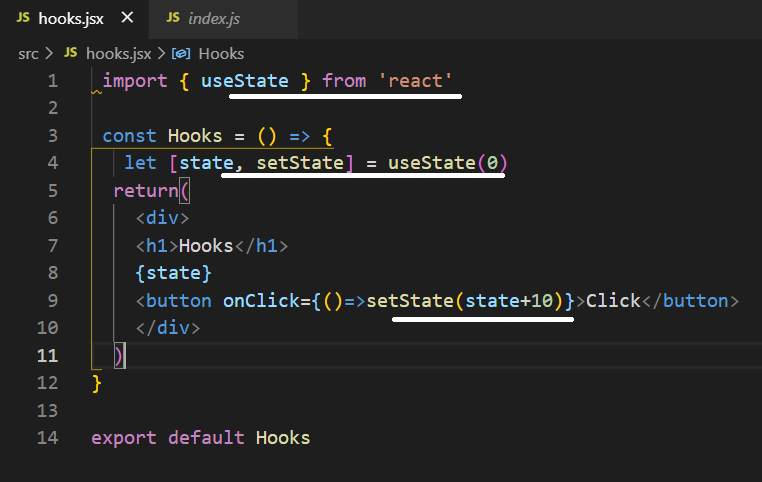 JS hooks.jsx × JS index.js
src > JS hooks.jsx > Hooks
1 import { useState } from 'react'
2
3 const Hooks = () => {
4 let [state, setState] = useState(0)
5 return(
6 <div>
7 <h1>Hooks</h1>
8 {state}
9 <button onClick={()=>setState(state+10)}>Click</button>
10 </div>
11 )
12 }
13
14 export default Hooks